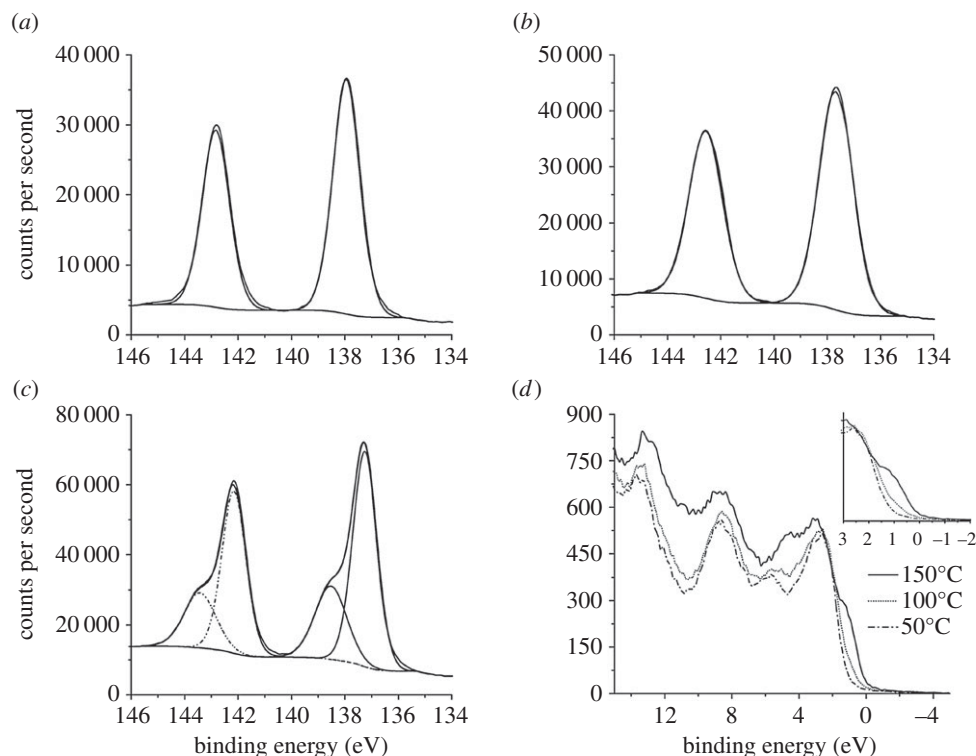 (a)
40 000
30 000
20 000
10 000
0
146 144 142 140 138 136 134
counts per second
(b)
50 000
40 000
30 000
20 000
10 000
0
146 144 142 140 138 136 134
(c)
80 000
60 000
40 000
20 000
0
146 144 142 140 138 136 134
counts per second
binding energy (eV)
(d)
900
750
600
450
300
150
0
12 8 4 0 –4
binding energy (eV)
3 2 1 0 –1 –2
150°C
100°C
50°C